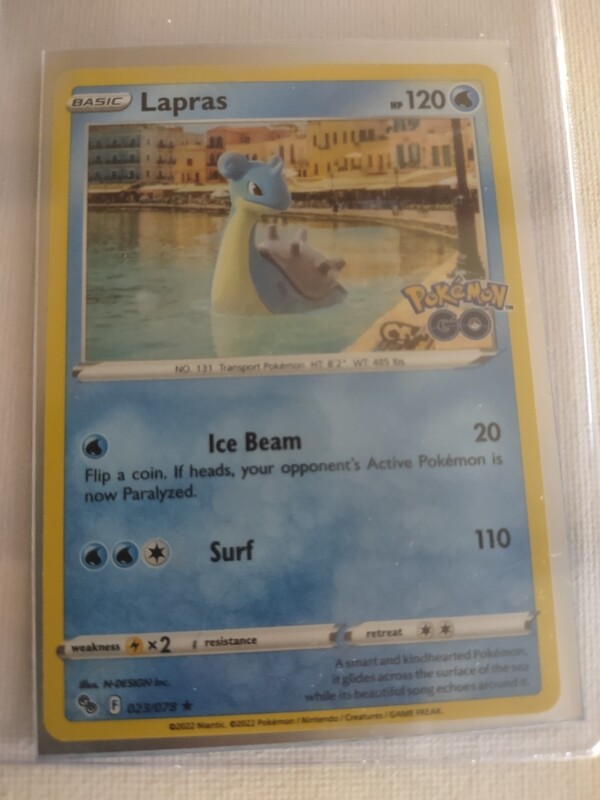 BASIC Lapras HP 120
Pokémon
GO
NO. 131 Transport Pokémon HT: 8'2" WT: 485 lbs
Ice Beam 20
Flip a coin. If heads, your opponent's Active Pokémon is
now Paralyzed.
Surf 110
weakness ×2 resistance retreat
A smart and kindhearted Pokémon,
it glides across the surface of the sea
while its beautiful song echoes around it.
Illus. N-DESIGN Inc.
F 023/078 ★
©2022 Niantic. ©2022 Pokémon / Nintendo / Creatures / GAME FREAK.